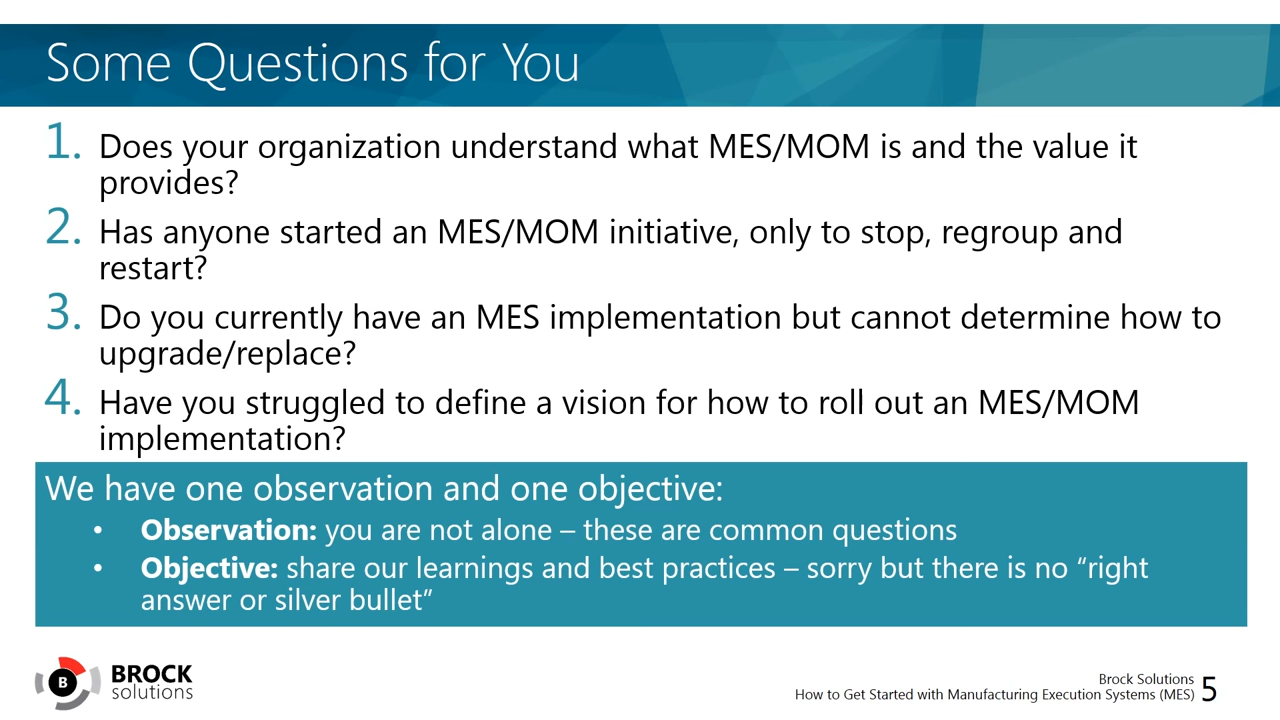 Some Questions for You
1. Does your organization understand what MES/MOM is and the value it
provides?
2. Has anyone started an MES/MOM initiative, only to stop, regroup and
restart?
3. Do you currently have an MES implementation but cannot determine how to
upgrade/replace?
4. Have you struggled to define a vision for how to roll out an MES/MOM
implementation?
We have one observation and one objective:
• Observation: you are not alone – these are common questions
• Objective: share our learnings and best practices – sorry but there is no “right
answer or silver bullet”
B
BROCK
solutions
Brock Solutions
How to Get Started with Manufacturing Execution Systems (MES)
5